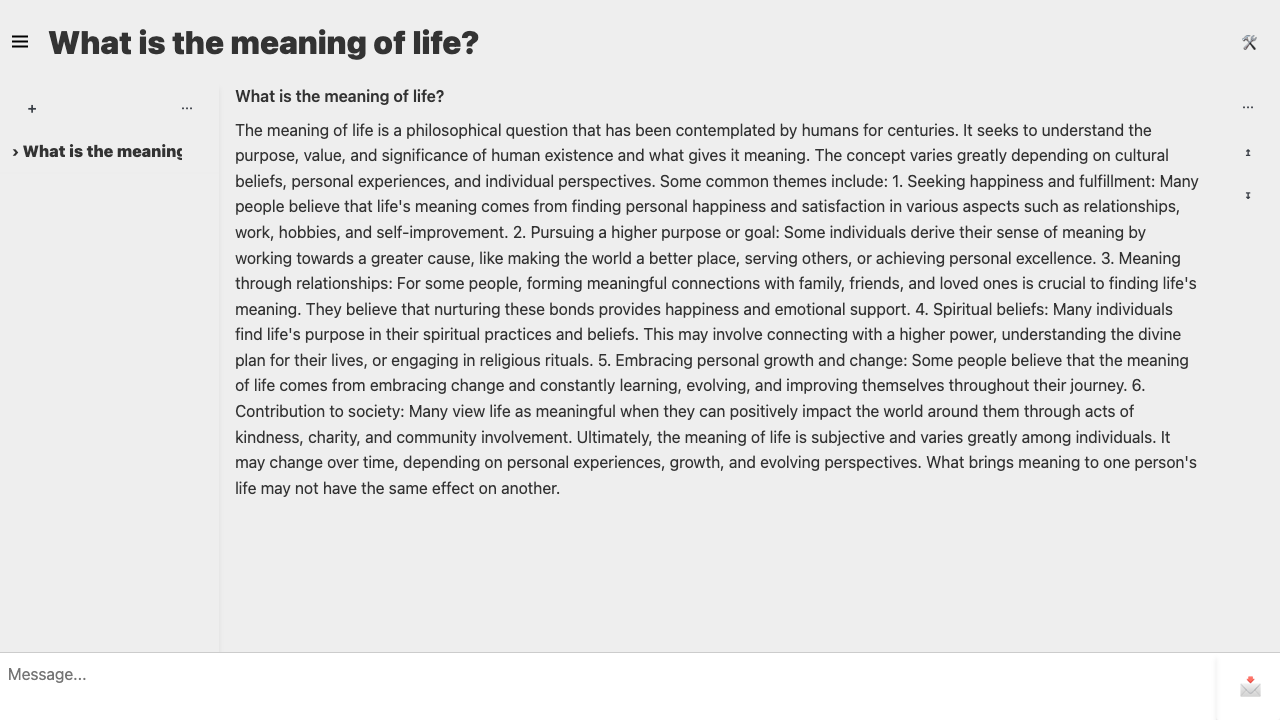 What is the meaning of life?
+ ...
› What is the meaning
What is the meaning of life?
The meaning of life is a philosophical question that has been contemplated by humans for centuries. It seeks to understand the
purpose, value, and significance of human existence and what gives it meaning. The concept varies greatly depending on cultural
beliefs, personal experiences, and individual perspectives. Some common themes include: 1. Seeking happiness and fulfillment: Many
people believe that life's meaning comes from finding personal happiness and satisfaction in various aspects such as relationships,
work, hobbies, and self-improvement. 2. Pursuing a higher purpose or goal: Some individuals derive their sense of meaning by
working towards a greater cause, like making the world a better place, serving others, or achieving personal excellence. 3. Meaning
through relationships: For some people, forming meaningful connections with family, friends, and loved ones is crucial to finding life's
meaning. They believe that nurturing these bonds provides happiness and emotional support. 4. Spiritual beliefs: Many individuals
find life's purpose in their spiritual practices and beliefs. This may involve connecting with a higher power, understanding the divine
plan for their lives, or engaging in religious rituals. 5. Embracing personal growth and change: Some people believe that the meaning
of life comes from embracing change and constantly learning, evolving, and improving themselves throughout their journey. 6.
Contribution to society: Many view life as meaningful when they can positively impact the world around them through acts of
kindness, charity, and community involvement. Ultimately, the meaning of life is subjective and varies greatly among individuals. It
may change over time, depending on personal experiences, growth, and evolving perspectives. What brings meaning to one person's
life may not have the same effect on another.
...
Message...